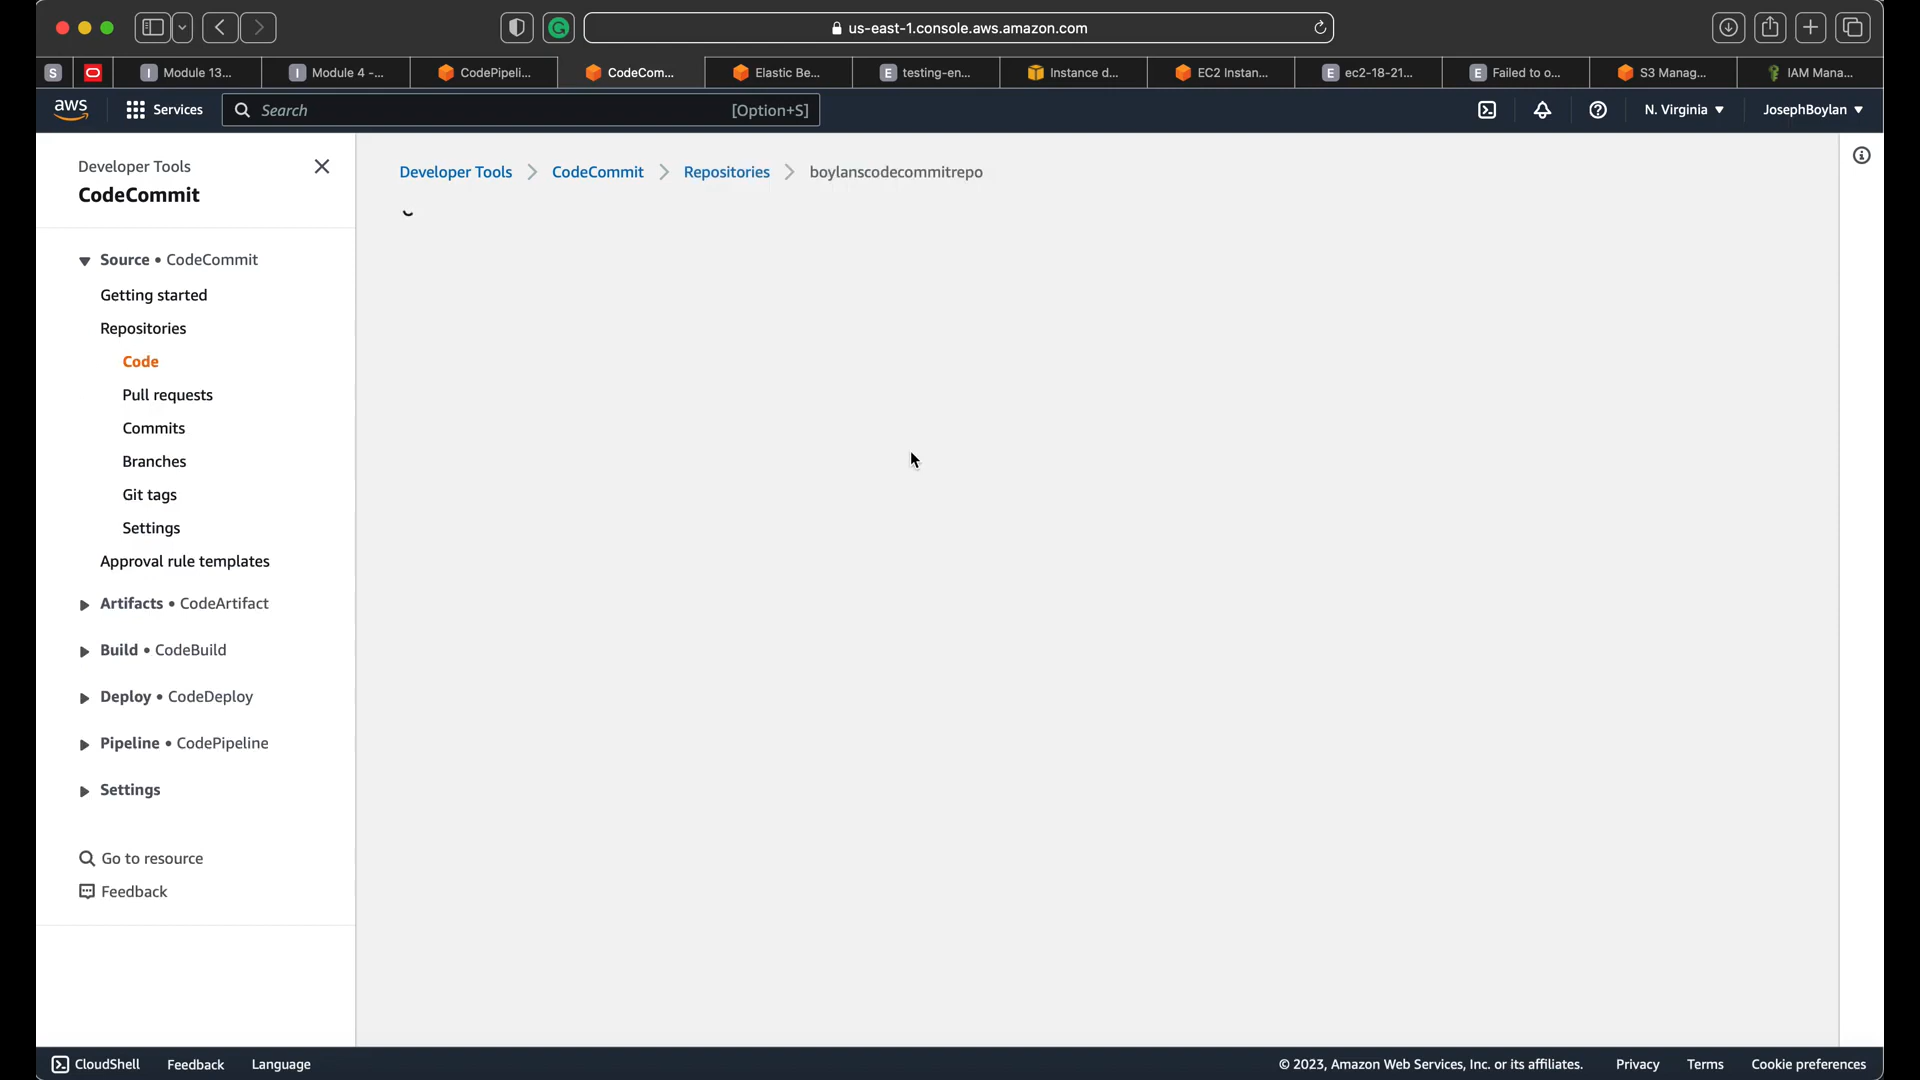 us-east-1.console.aws.amazon.com
S
Module 13...
Module 4 -...
CodePipeli...
CodeCom...
Elastic Be...
testing-en...
Instance d...
EC2 Instan...
ec2-18-21...
Failed to o...
S3 Manag...
IAM Mana...
aws
Services
Search
[Option+S]
N. Virginia
JosephBoylan
Developer Tools
CodeCommit
Developer Tools
CodeCommit
Repositories
boylanscodecommitrepo
Source • CodeCommit
Getting started
Repositories
Code
Pull requests
Commits
Branches
Git tags
Settings
Approval rule templates
Artifacts • CodeArtifact
Build • CodeBuild
Deploy • CodeDeploy
Pipeline • CodePipeline
Settings
Go to resource
Feedback
CloudShell
Feedback
Language
© 2023, Amazon Web Services, Inc. or its affiliates.
Privacy
Terms
Cookie preferences